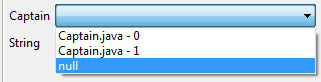 Captain
Captain.java - 0
String
Captain.java - 1
null